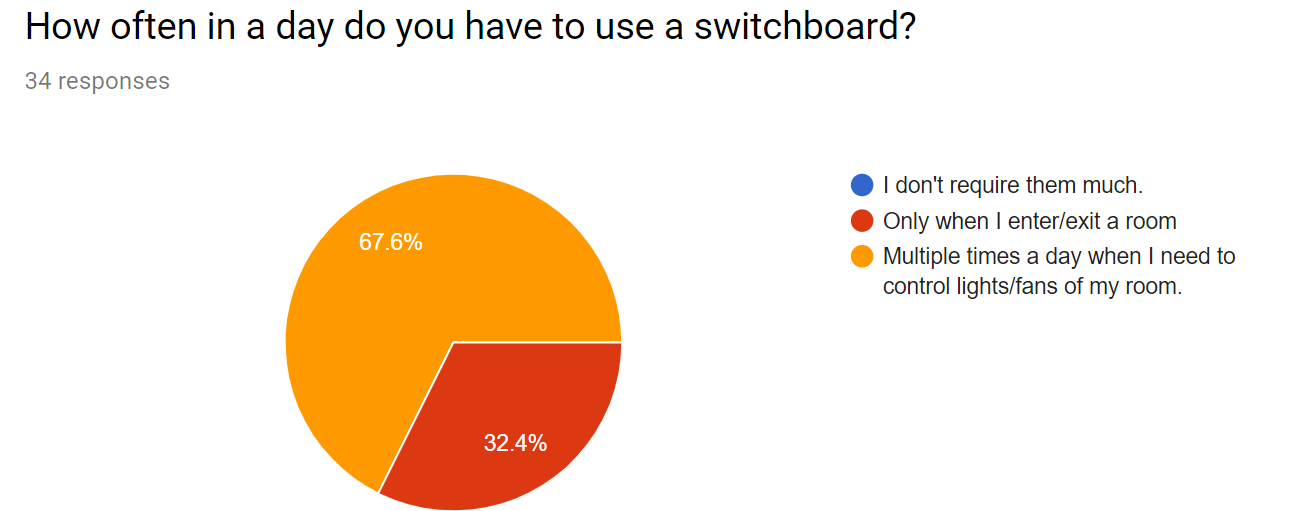 How often in a day do you have to use a switchboard?
34 responses
67.6%
32.4%
I don't require them much.
Only when I enter/exit a room
Multiple times a day when I need to
control lights/fans of my room.